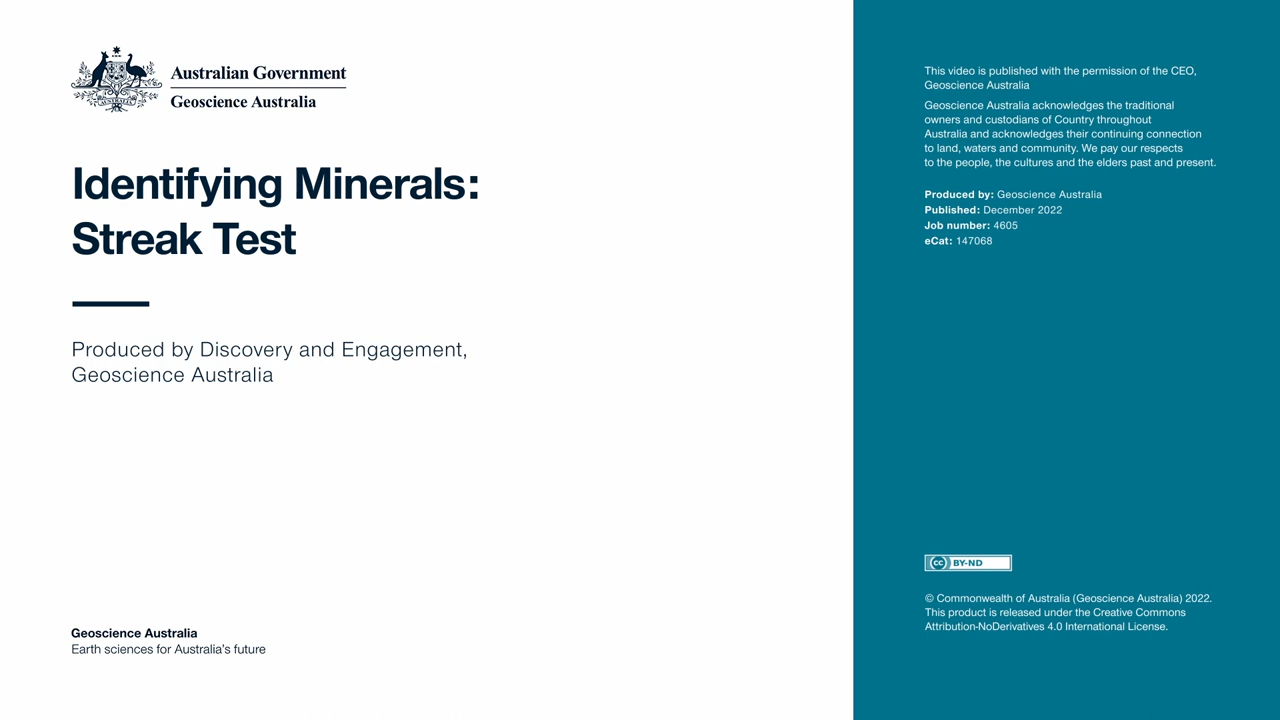 Australian Government
Geoscience Australia
Identifying Minerals:
Streak Test
Produced by Discovery and Engagement,
Geoscience Australia
Geoscience Australia
Earth sciences for Australia's future
This video is published with the permission of the CEO,
Geoscience Australia
Geoscience Australia acknowledges the traditional
owners and custodians of Country throughout
Australia and acknowledges their continuing connection
to land, waters and community. We pay our respects
to the people, the cultures and the elders past and present.
Produced by: Geoscience Australia
Published: December 2022
Job number: 4605
eCat: 147068
cc BY-ND
© Commonwealth of Australia (Geoscience Australia) 2022.
This product is released under the Creative Commons
Attribution-NoDerivatives 4.0 International License.